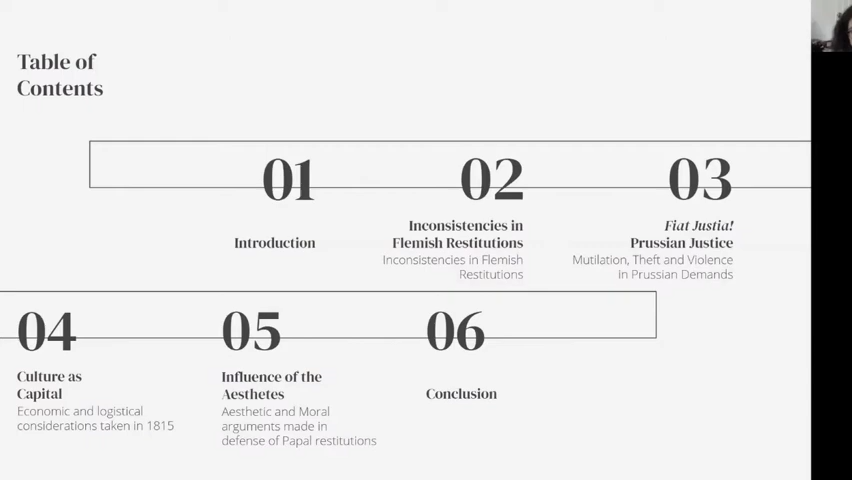 Table of
Contents
01
Introduction
02
Inconsistencies in
Flemish Restitutions
Inconsistencies in Flemish
Restitutions
03
Fiat Justia!
Prussian Justice
Mutilation, Theft and Violence
in Prussian Demands
04
Culture as
Capital
Economic and logistical
considerations taken in 1815
05
Influence of the
Aesthetes
Aesthetic and Moral
arguments made in
defense of Papal restitutions
06
Conclusion